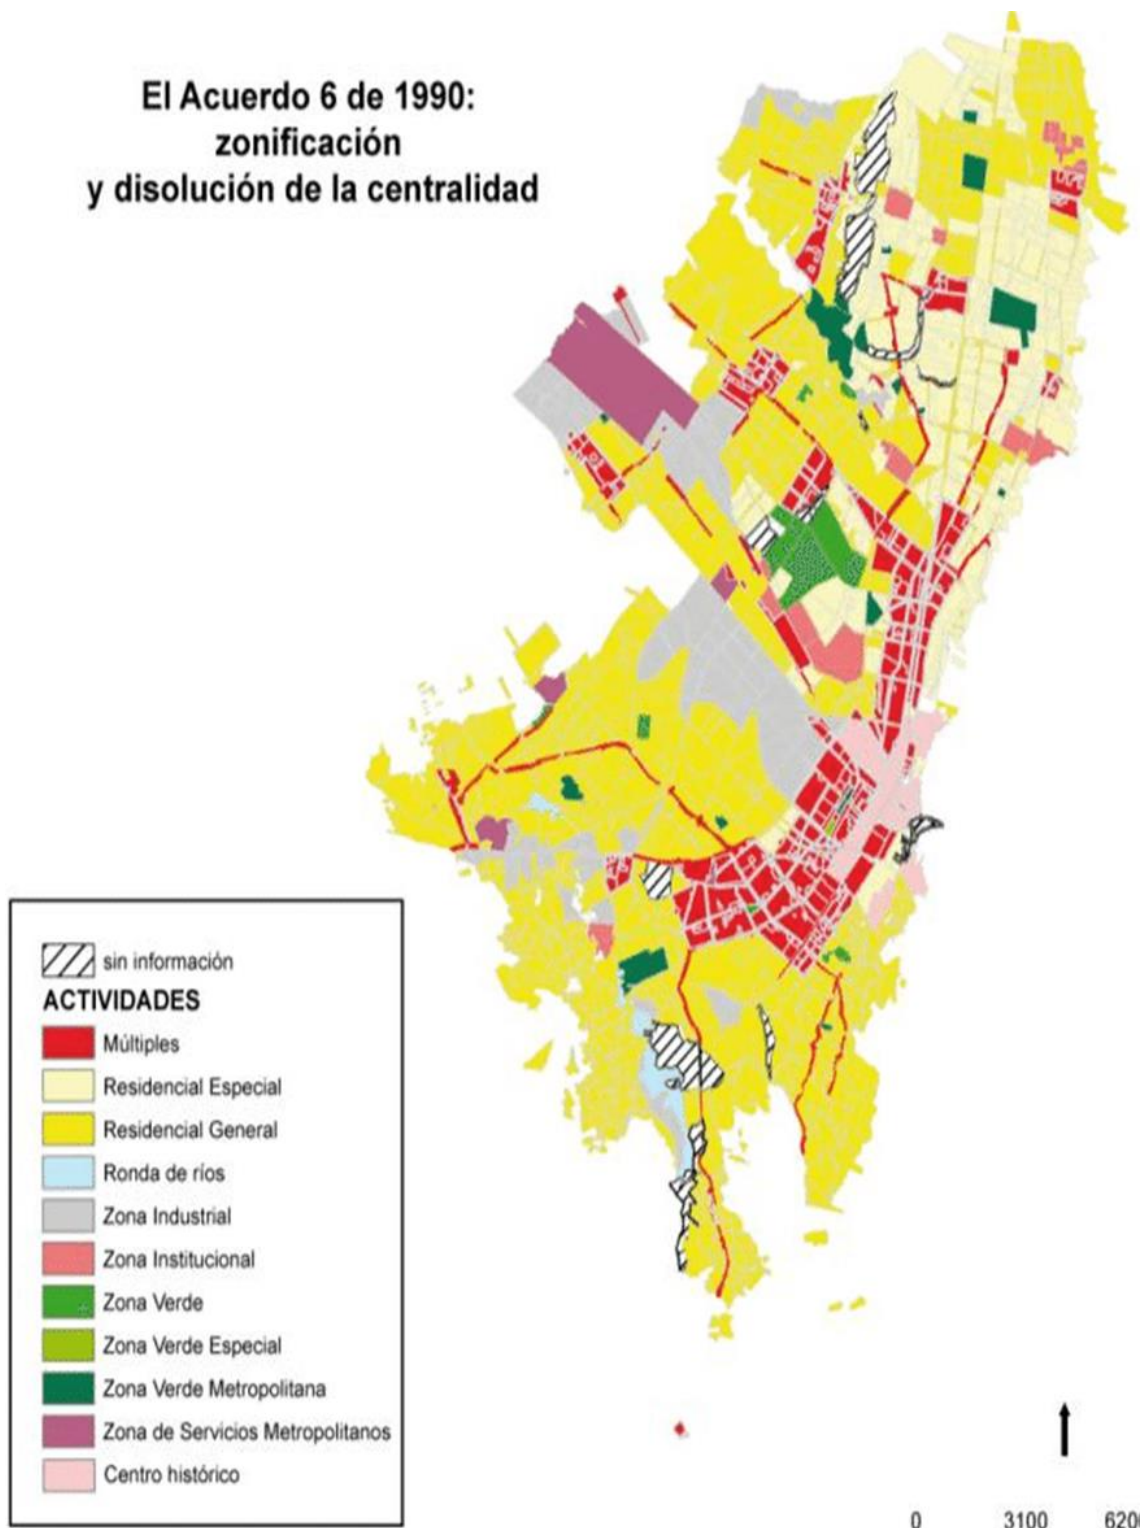 El Acuerdo 6 de 1990:
zonificación
y disolución de la centralidad
sin información
ACTIVIDADES
Múltiples
Residencial Especial
Residencial General
Ronda de ríos
Zona Industrial
Zona Institucional
Zona Verde
Zona Verde Especial
Zona Verde Metropolitana
Zona de Servicios Metropolitanos
Centro histórico
0 3100